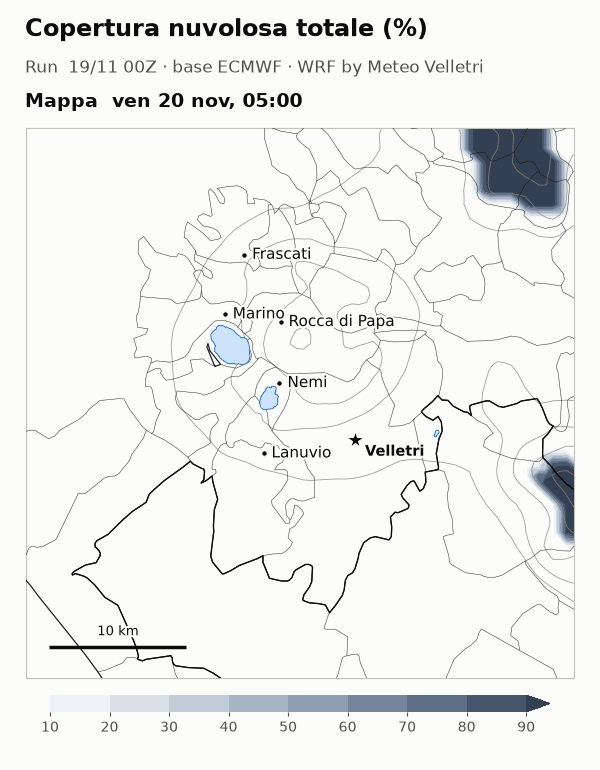 Copertura nuvolosa totale (%)
Run  19/11 00Z · base ECMWF · WRF by Meteo Velletri
Mappa  ven 20 nov, 05:00
Frascati
Marino
Rocca di Papa
Nemi
Velletri
Lanuvio
10 km
10 20 30 40 50 60 70 80 90